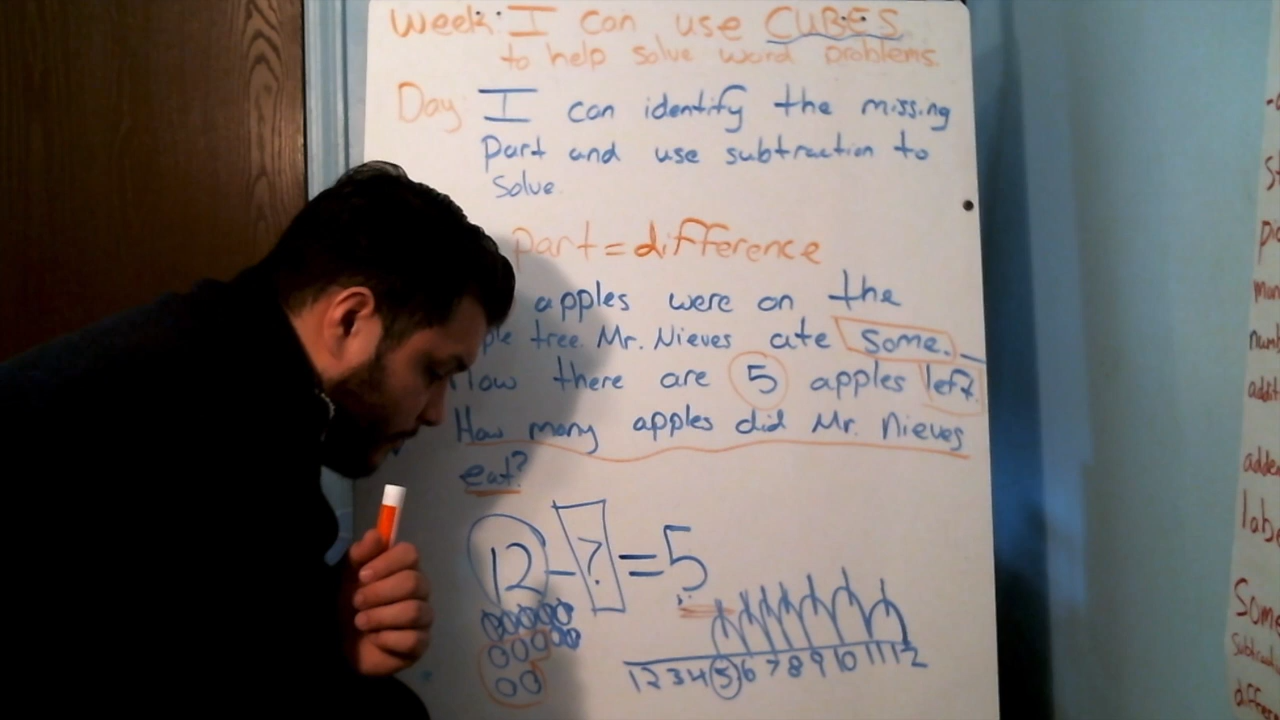 Week: I can use CUBES
to help solve word problems.
Day: I can identify the missing
part and use subtraction to
solve.
part = difference
apples were on the
tree. Mr. Nieves ate some.
Now there are 5 apples left.
How many apples did Mr. Nieves
eat?
12 - ? = 5
1 2 3 4 5 6 7 8 9 10 11 12